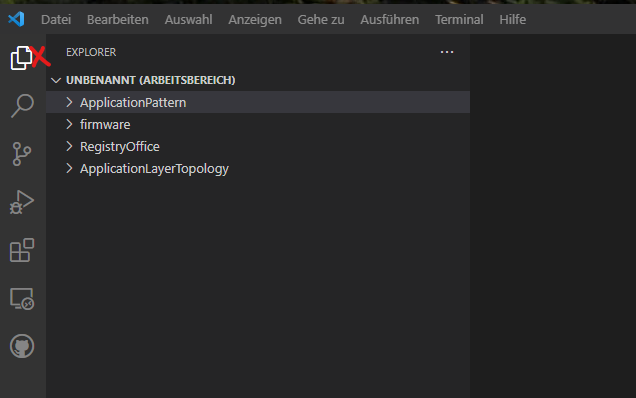 Datei Bearbeiten Auswahl Anzeigen Gehe zu Ausführen Terminal Hilfe
EXPLORER
UNBENANNT (ARBEITSBEREICH)
ApplicationPattern
firmware
RegistryOffice
ApplicationLayerTopology